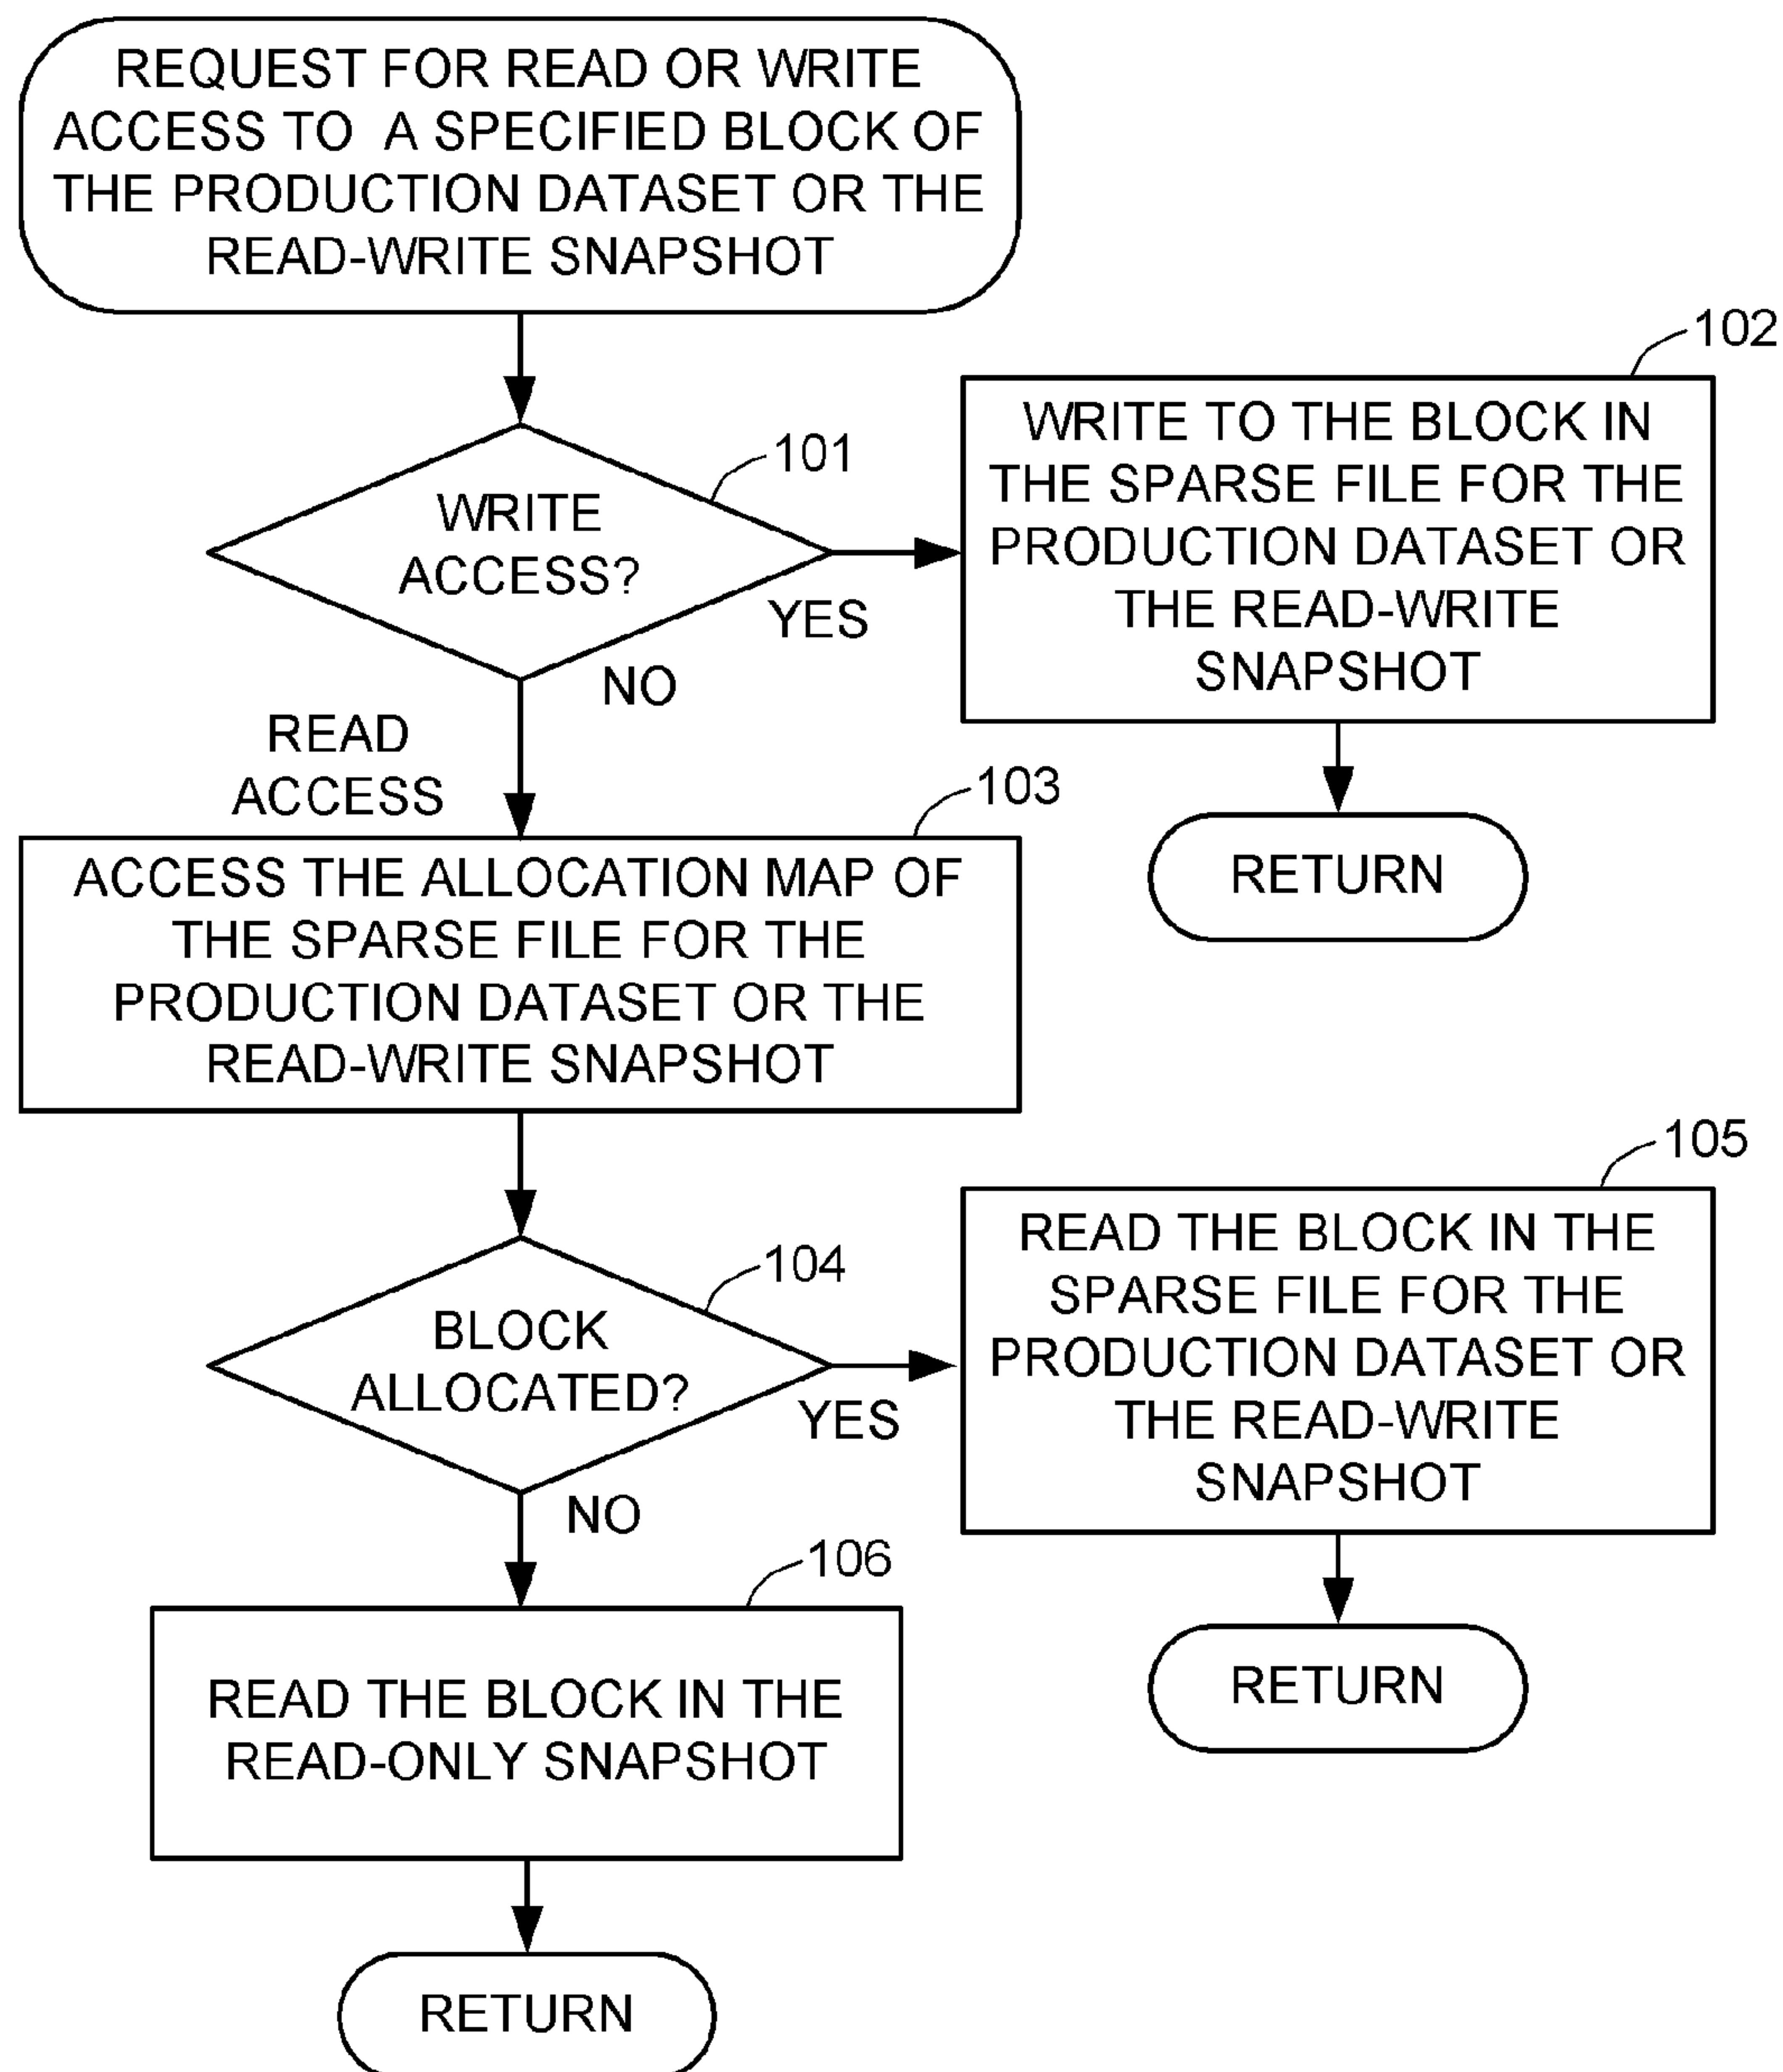 REQUEST FOR READ OR WRITE
ACCESS TO A SPECIFIED BLOCK OF
THE PRODUCTION DATASET OR THE
READ-WRITE SNAPSHOT
101
WRITE
ACCESS?
YES
NO
102
WRITE TO THE BLOCK IN
THE SPARSE FILE FOR THE
PRODUCTION DATASET OR
THE READ-WRITE
SNAPSHOT
RETURN
READ
ACCESS
103
ACCESS THE ALLOCATION MAP OF
THE SPARSE FILE FOR THE
PRODUCTION DATASET OR THE
READ-WRITE SNAPSHOT
104
BLOCK
ALLOCATED?
YES
NO
105
READ THE BLOCK IN THE
SPARSE FILE FOR THE
PRODUCTION DATASET OR
THE READ-WRITE
SNAPSHOT
RETURN
106
READ THE BLOCK IN THE
READ-ONLY SNAPSHOT
RETURN